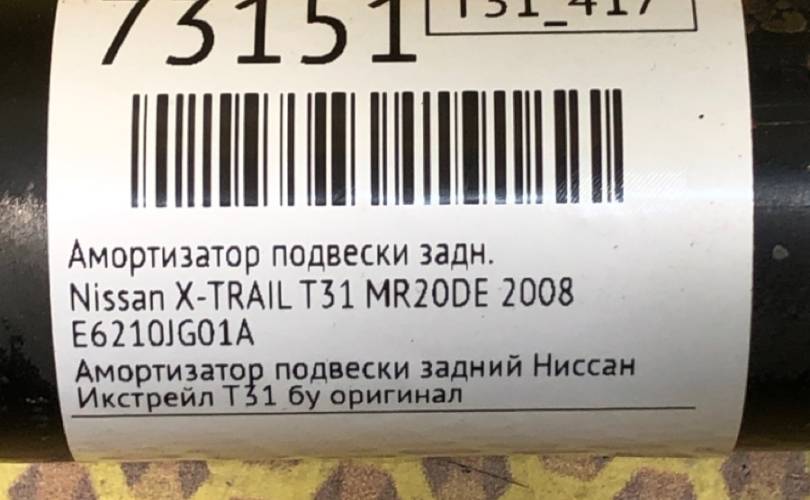 73151
T31_417
Амортизатор подвески задн.
Nissan X-TRAIL T31 MR20DE 2008
E6210JG01A
Амортизатор подвески задний Ниссан
Икстрейл Т31 бу оригинал